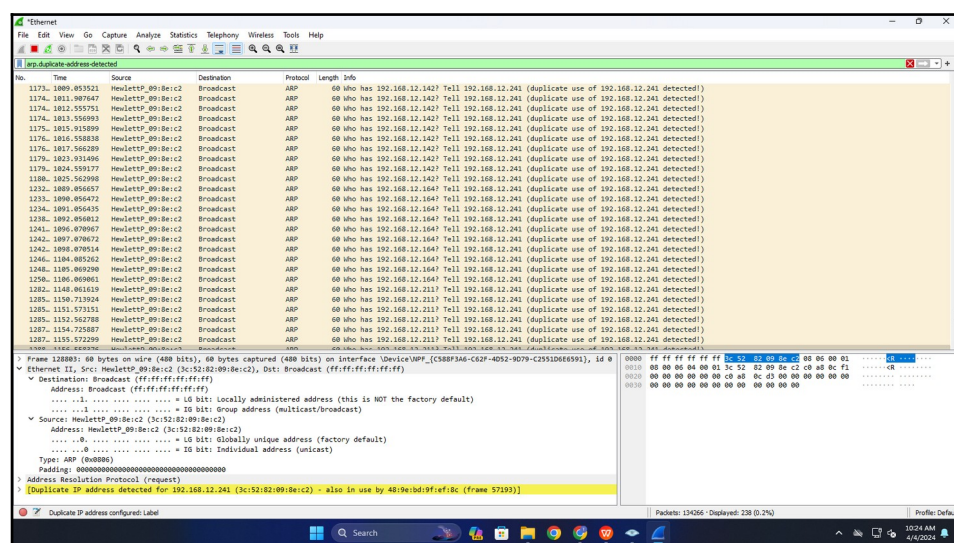 *Ethernet
File Edit View Go Capture Analyze Statistics Telephony Wireless Tools Help
arp.duplicate-address-detected
No. Time Source Destination Protocol Length Info
1173… 1009.053521 HewlettP_09:8e:c2 Broadcast ARP 60 Who has 192.168.12.142? Tell 192.168.12.241 (duplicate use of 192.168.12.241 detected!)
1174… 1011.907647 HewlettP_09:8e:c2 Broadcast ARP 60 Who has 192.168.12.142? Tell 192.168.12.241 (duplicate use of 192.168.12.241 detected!)
1174… 1012.555751 HewlettP_09:8e:c2 Broadcast ARP 60 Who has 192.168.12.142? Tell 192.168.12.241 (duplicate use of 192.168.12.241 detected!)
1174… 1013.556993 HewlettP_09:8e:c2 Broadcast ARP 60 Who has 192.168.12.142? Tell 192.168.12.241 (duplicate use of 192.168.12.241 detected!)
1175… 1015.915899 HewlettP_09:8e:c2 Broadcast ARP 60 Who has 192.168.12.142? Tell 192.168.12.241 (duplicate use of 192.168.12.241 detected!)
1176… 1016.558838 HewlettP_09:8e:c2 Broadcast ARP 60 Who has 192.168.12.142? Tell 192.168.12.241 (duplicate use of 192.168.12.241 detected!)
1176… 1017.566289 HewlettP_09:8e:c2 Broadcast ARP 60 Who has 192.168.12.142? Tell 192.168.12.241 (duplicate use of 192.168.12.241 detected!)
1179… 1023.931496 HewlettP_09:8e:c2 Broadcast ARP 60 Who has 192.168.12.142? Tell 192.168.12.241 (duplicate use of 192.168.12.241 detected!)
1179… 1024.559177 HewlettP_09:8e:c2 Broadcast ARP 60 Who has 192.168.12.142? Tell 192.168.12.241 (duplicate use of 192.168.12.241 detected!)
1180… 1025.562998 HewlettP_09:8e:c2 Broadcast ARP 60 Who has 192.168.12.142? Tell 192.168.12.241 (duplicate use of 192.168.12.241 detected!)
1232… 1089.056657 HewlettP_09:8e:c2 Broadcast ARP 60 Who has 192.168.12.164? Tell 192.168.12.241 (duplicate use of 192.168.12.241 detected!)
1233… 1090.056472 HewlettP_09:8e:c2 Broadcast ARP 60 Who has 192.168.12.164? Tell 192.168.12.241 (duplicate use of 192.168.12.241 detected!)
1234… 1091.056435 HewlettP_09:8e:c2 Broadcast ARP 60 Who has 192.168.12.164? Tell 192.168.12.241 (duplicate use of 192.168.12.241 detected!)
1238… 1092.056012 HewlettP_09:8e:c2 Broadcast ARP 60 Who has 192.168.12.164? Tell 192.168.12.241 (duplicate use of 192.168.12.241 detected!)
1241… 1096.070967 HewlettP_09:8e:c2 Broadcast ARP 60 Who has 192.168.12.164? Tell 192.168.12.241 (duplicate use of 192.168.12.241 detected!)
1242… 1097.070672 HewlettP_09:8e:c2 Broadcast ARP 60 Who has 192.168.12.164? Tell 192.168.12.241 (duplicate use of 192.168.12.241 detected!)
1242… 1098.070514 HewlettP_09:8e:c2 Broadcast ARP 60 Who has 192.168.12.164? Tell 192.168.12.241 (duplicate use of 192.168.12.241 detected!)
1246… 1104.085262 HewlettP_09:8e:c2 Broadcast ARP 60 Who has 192.168.12.164? Tell 192.168.12.241 (duplicate use of 192.168.12.241 detected!)
1248… 1105.069290 HewlettP_09:8e:c2 Broadcast ARP 60 Who has 192.168.12.164? Tell 192.168.12.241 (duplicate use of 192.168.12.241 detected!)
1250… 1106.069061 HewlettP_09:8e:c2 Broadcast ARP 60 Who has 192.168.12.164? Tell 192.168.12.241 (duplicate use of 192.168.12.241 detected!)
1282… 1148.061619 HewlettP_09:8e:c2 Broadcast ARP 60 Who has 192.168.12.211? Tell 192.168.12.241 (duplicate use of 192.168.12.241 detected!)
1285… 1150.713924 HewlettP_09:8e:c2 Broadcast ARP 60 Who has 192.168.12.211? Tell 192.168.12.241 (duplicate use of 192.168.12.241 detected!)
1285… 1151.573151 HewlettP_09:8e:c2 Broadcast ARP 60 Who has 192.168.12.211? Tell 192.168.12.241 (duplicate use of 192.168.12.241 detected!)
1285… 1152.562788 HewlettP_09:8e:c2 Broadcast ARP 60 Who has 192.168.12.211? Tell 192.168.12.241 (duplicate use of 192.168.12.241 detected!)
1287… 1154.725887 HewlettP_09:8e:c2 Broadcast ARP 60 Who has 192.168.12.211? Tell 192.168.12.241 (duplicate use of 192.168.12.241 detected!)
1287… 1155.572299 HewlettP_09:8e:c2 Broadcast ARP 60 Who has 192.168.12.211? Tell 192.168.12.241 (duplicate use of 192.168.12.241 detected!)
> Frame 128803: 60 bytes on wire (480 bits), 60 bytes captured (480 bits) on interface \Device\NPF_{C588F3A6-C62F-4D52-9D79-C2551D6E6591}, id 0
Ethernet II, Src: HewlettP_09:8e:c2 (3c:52:82:09:8e:c2), Dst: Broadcast (ff:ff:ff:ff:ff:ff)
Destination: Broadcast (ff:ff:ff:ff:ff:ff)
Address: Broadcast (ff:ff:ff:ff:ff:ff)
.... ..1. .... .... .... .... = LG bit: Locally administered address (this is NOT the factory default)
.... ...1 .... .... .... .... = IG bit: Group address (multicast/broadcast)
Source: HewlettP_09:8e:c2 (3c:52:82:09:8e:c2)
Address: HewlettP_09:8e:c2 (3c:52:82:09:8e:c2)
.... ..0. .... .... .... .... = LG bit: Globally unique address (factory default)
.... ...0 .... .... .... .... = IG bit: Individual address (unicast)
Type: ARP (0x0806)
Padding: 000000000000000000000000000000000000
> Address Resolution Protocol (request)
> [Duplicate IP address detected for 192.168.12.241 (3c:52:82:09:8e:c2) - also in use by 48:9e:bd:9f:ef:8c (frame 57193)]
0000 ff ff ff ff ff ff 3c 52 82 09 8e c2 08 06 00 01 ······<R ········
0010 08 00 06 04 00 01 3c 52 82 09 8e c2 c0 a8 0c f1 ······<R ········
0020 00 00 00 00 00 00 c0 a8 0c d3 00 00 00 00 00 00 ········ ········
0030 00 00 00 00 00 00 00 00 00 00 00 00 ········ ····
Duplicate IP address configured: Label
Packets: 134266 · Displayed: 238 (0.2%)
Profile: Defau
Search
10:24 AM
4/4/2024